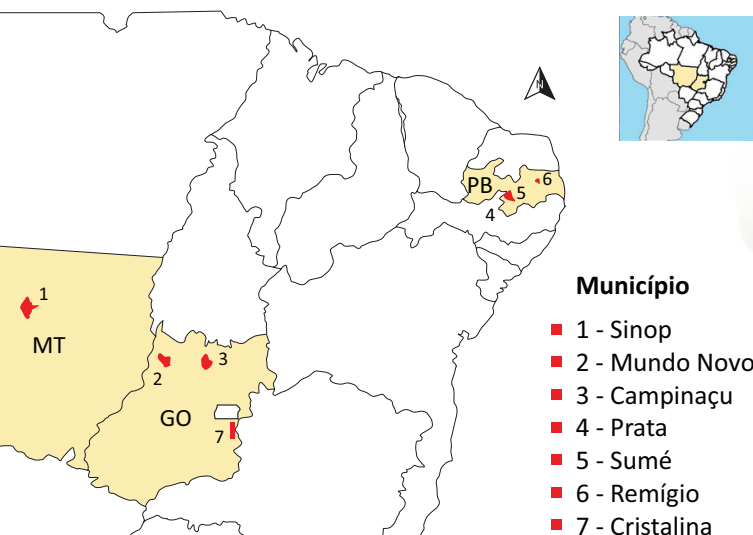 N
PB
6
5
4
1
MT
2
3
GO
7
Município
1 - Sinop
2 - Mundo Novo
3 - Campinaçu
4 - Prata
5 - Sumé
6 - Remígio
7 - Cristalina